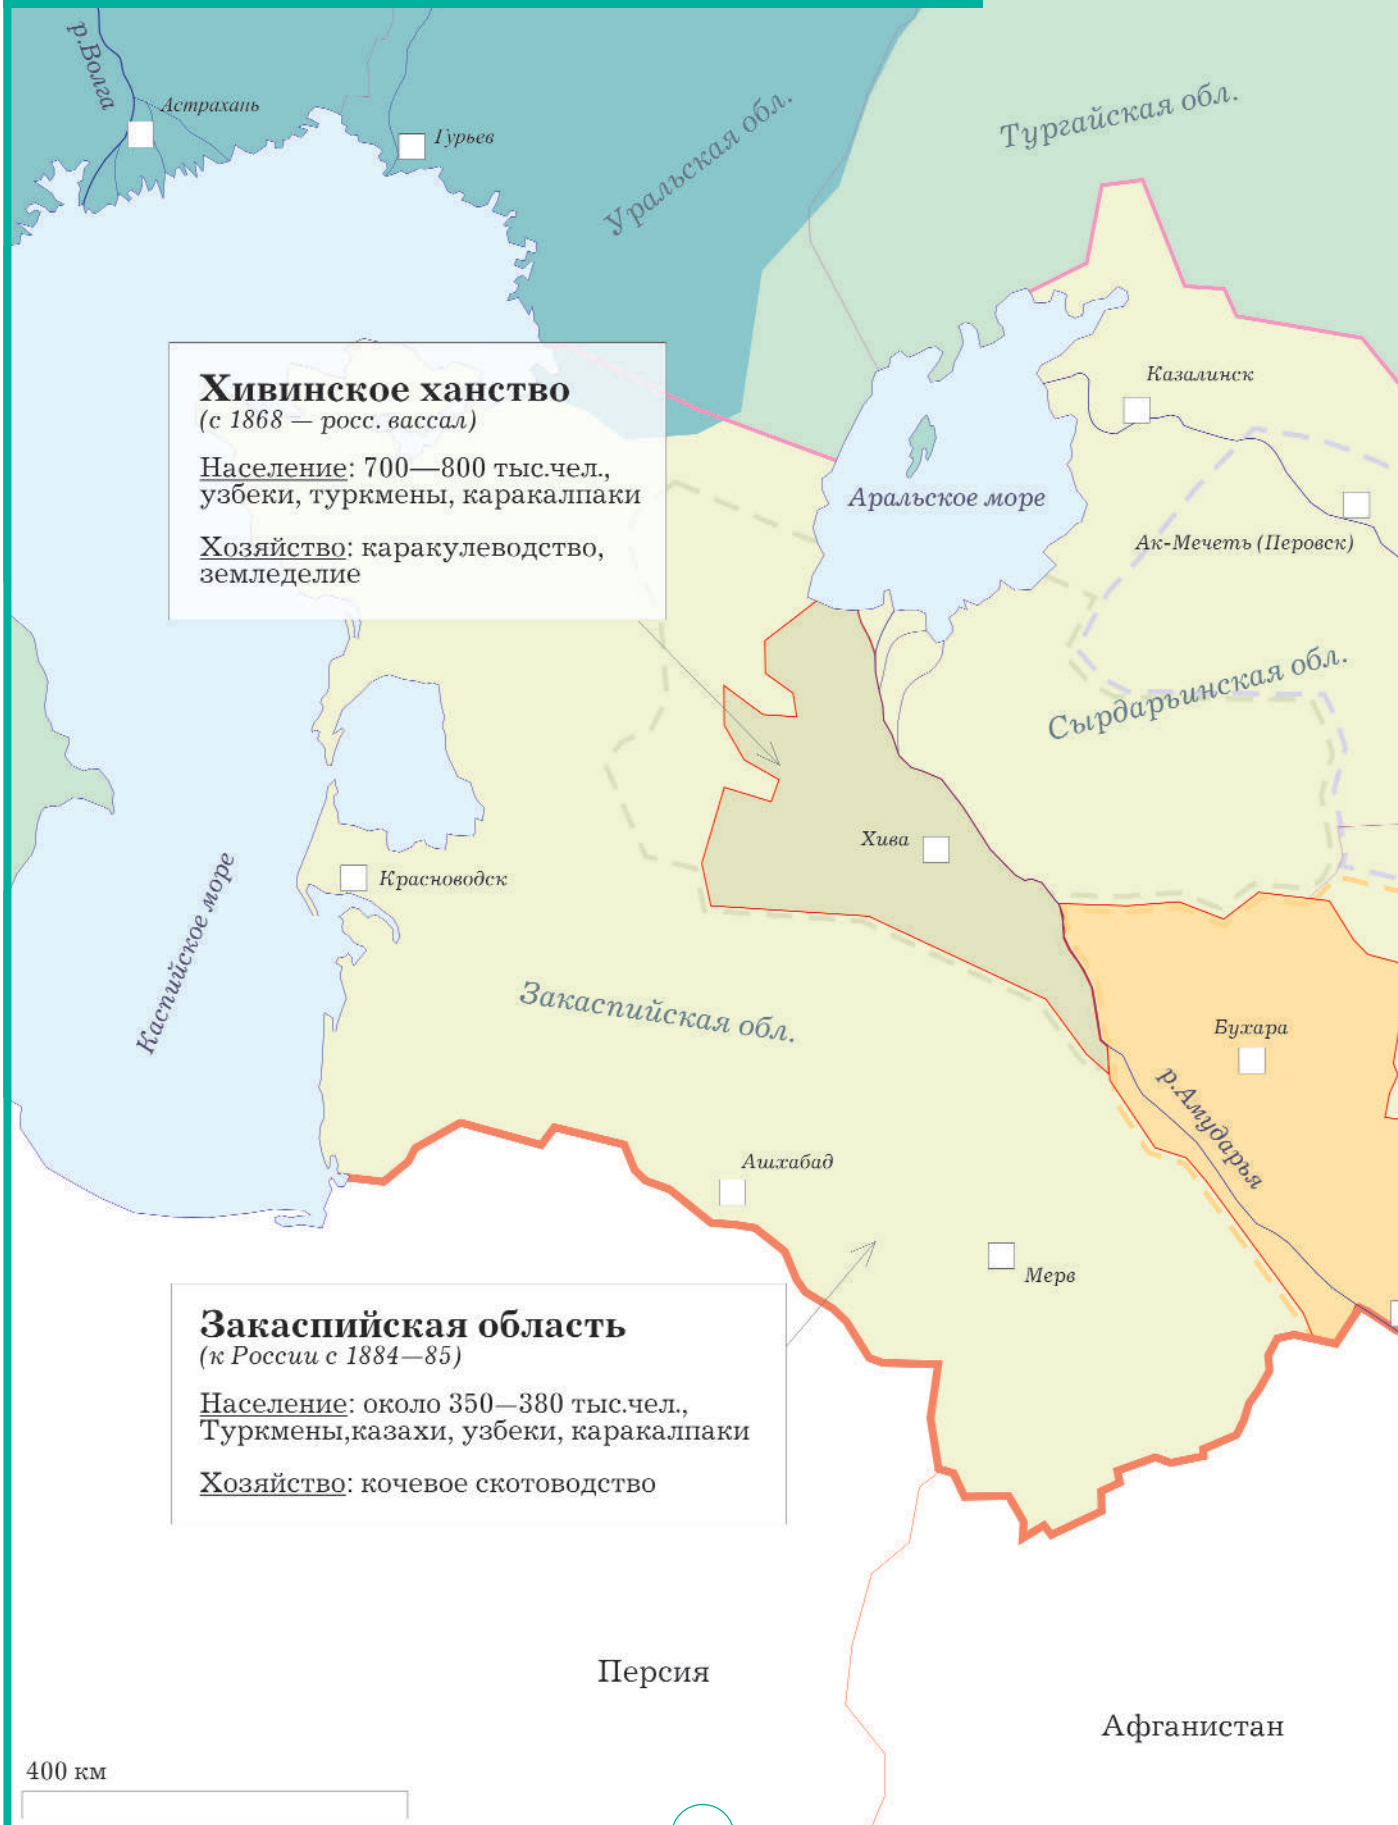 р.Волга
Астрахань
Гурьев
Уральская обл.
Тургайская обл.
Хивинское ханство
(с 1868 — росс. вассал)
Население: 700—800 тыс.чел.,
узбеки, туркмены, каракалпаки
Хозяйство: каракулеводство,
земледелие
Казалинск
Аральское море
Ак-Мечеть (Перовск)
Сырдарьинская обл.
Хива
Красноводск
Каспийское море
Закаспийская обл.
Бухара
р.Амударья
Ашхабад
Мерв
Закаспийская область
(к России с 1884—85)
Население: около 350—380 тыс.чел.,
Туркмены,казахи, узбеки, каракалпаки
Хозяйство: кочевое скотоводство
Персия
Афганистан
400 км